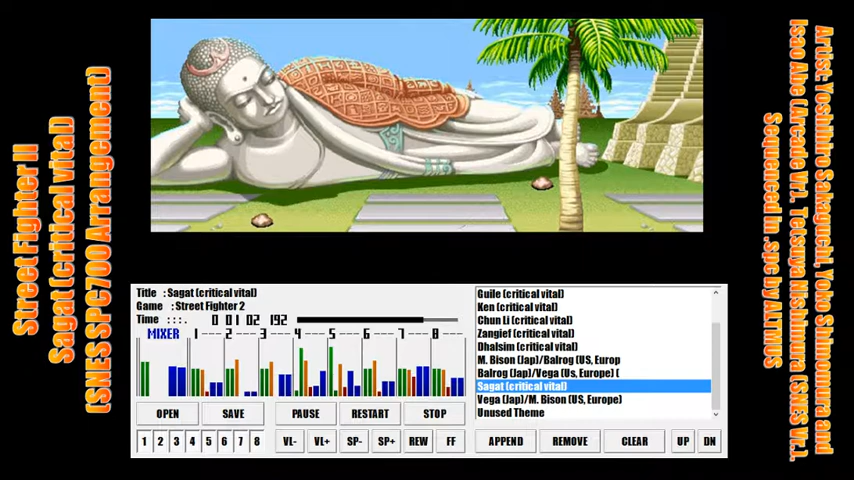 Street Fighter II
Sagat (critical vital)
(SNES SPC700 Arrangement)
Artist: Yoshihiro Sakaguchi, Yoko Shimomura and
Isao Abe (Arcade Vr.), Tetsuya Nishimura (SNES Vr.).
Sequenced in .spc by ALTMUS
Title : Sagat (critical vital)
Game : Street Fighter 2
Time :::. 0 01 02 192
MIXER 1 --- 2 --- 3 --- 4 --- 5 --- 6 --- 7 --- 8 ---
OPEN SAVE PAUSE RESTART STOP
1 2 3 4 5 6 7 8 VL- VL+ SP- SP+ REW FF
Guile (critical vital)
Ken (critical vital)
Chun Li (critical vital)
Zangief (critical vital)
Dhalsim (critical vital)
M. Bison (Jap)/Balrog (US, Europ
Balrog (Jap)/Vega (US, Europe) (
Sagat (critical vital)
Vega (Jap)/M. Bison (US, Europe)
Unused Theme
APPEND REMOVE CLEAR UP DN